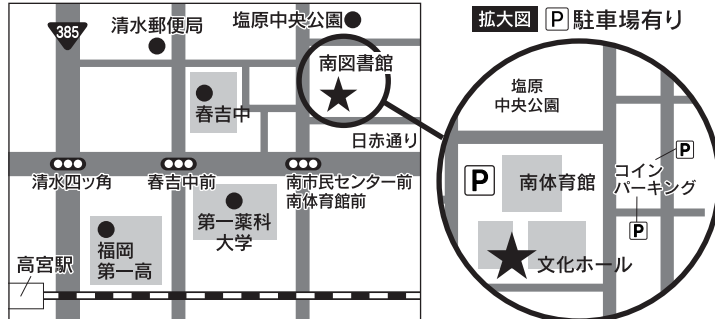 385
清水郵便局
塩原中央公園
南図書館
春吉中
日赤通り
清水四ツ角
春吉中前
南市民センター前
南体育館前
第一薬科
大学
福岡
第一高
高宮駅
拡大図
P 駐車場有り
塩原
中央公園
P
南体育館
P
コイン
パーキング
P
文化ホール